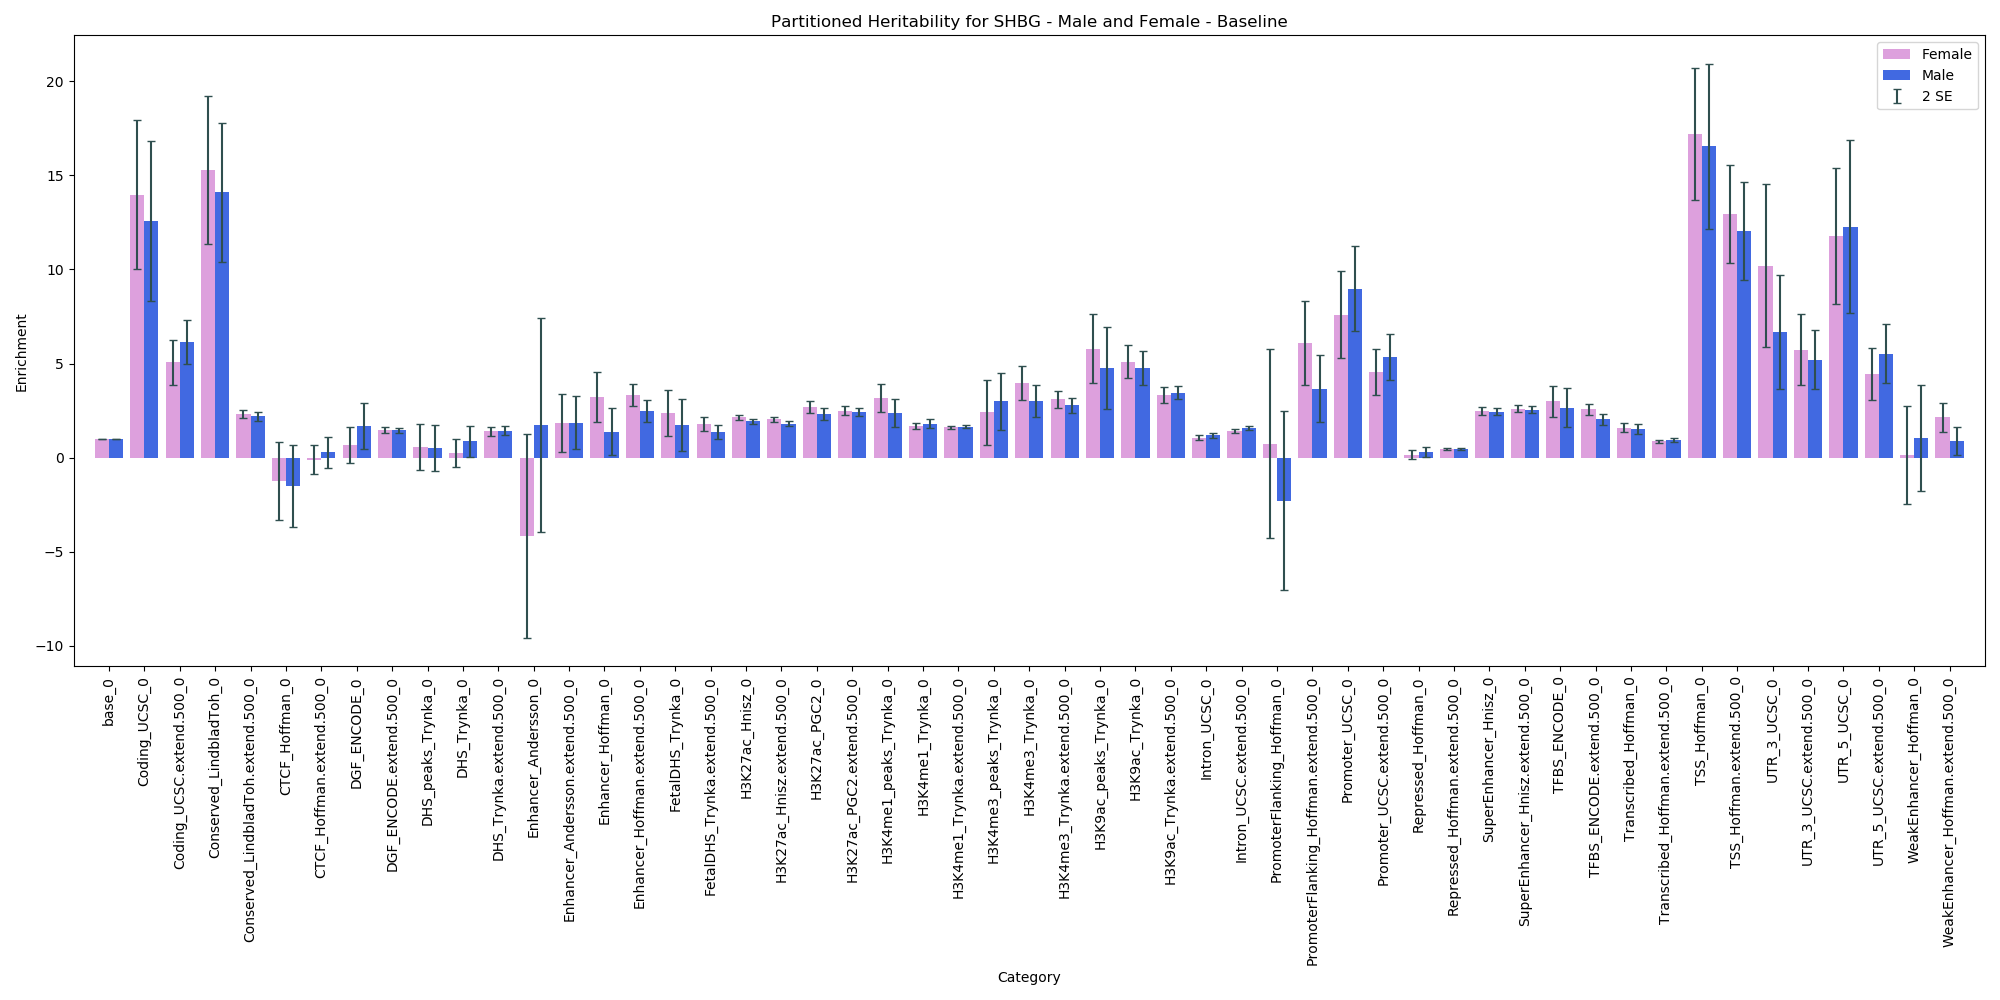 Partitioned Heritability for SHBG - Male and Female - Baseline
Female
Male
2 SE
Enrichment
20
15
10
5
0
−5
−10
base_0
Coding_UCSC_0
Coding_UCSC.extend.500_0
Conserved_LindbladToh_0
Conserved_LindbladToh.extend.500_0
CTCF_Hoffman_0
CTCF_Hoffman.extend.500_0
DGF_ENCODE_0
DGF_ENCODE.extend.500_0
DHS_peaks_Trynka_0
DHS_Trynka_0
DHS_Trynka.extend.500_0
Enhancer_Andersson_0
Enhancer_Andersson.extend.500_0
Enhancer_Hoffman_0
Enhancer_Hoffman.extend.500_0
FetalDHS_Trynka_0
FetalDHS_Trynka.extend.500_0
H3K27ac_Hnisz_0
H3K27ac_Hnisz.extend.500_0
H3K27ac_PGC2_0
H3K27ac_PGC2.extend.500_0
H3K4me1_peaks_Trynka_0
H3K4me1_Trynka_0
H3K4me1_Trynka.extend.500_0
H3K4me3_peaks_Trynka_0
H3K4me3_Trynka_0
H3K4me3_Trynka.extend.500_0
H3K9ac_peaks_Trynka_0
H3K9ac_Trynka_0
H3K9ac_Trynka.extend.500_0
Intron_UCSC_0
Intron_UCSC.extend.500_0
PromoterFlanking_Hoffman_0
PromoterFlanking_Hoffman.extend.500_0
Promoter_UCSC_0
Promoter_UCSC.extend.500_0
Repressed_Hoffman_0
Repressed_Hoffman.extend.500_0
SuperEnhancer_Hnisz_0
SuperEnhancer_Hnisz.extend.500_0
TFBS_ENCODE_0
TFBS_ENCODE.extend.500_0
Transcribed_Hoffman_0
Transcribed_Hoffman.extend.500_0
TSS_Hoffman_0
TSS_Hoffman.extend.500_0
UTR_3_UCSC_0
UTR_3_UCSC.extend.500_0
UTR_5_UCSC_0
UTR_5_UCSC.extend.500_0
WeakEnhancer_Hoffman_0
WeakEnhancer_Hoffman.extend.500_0
Category